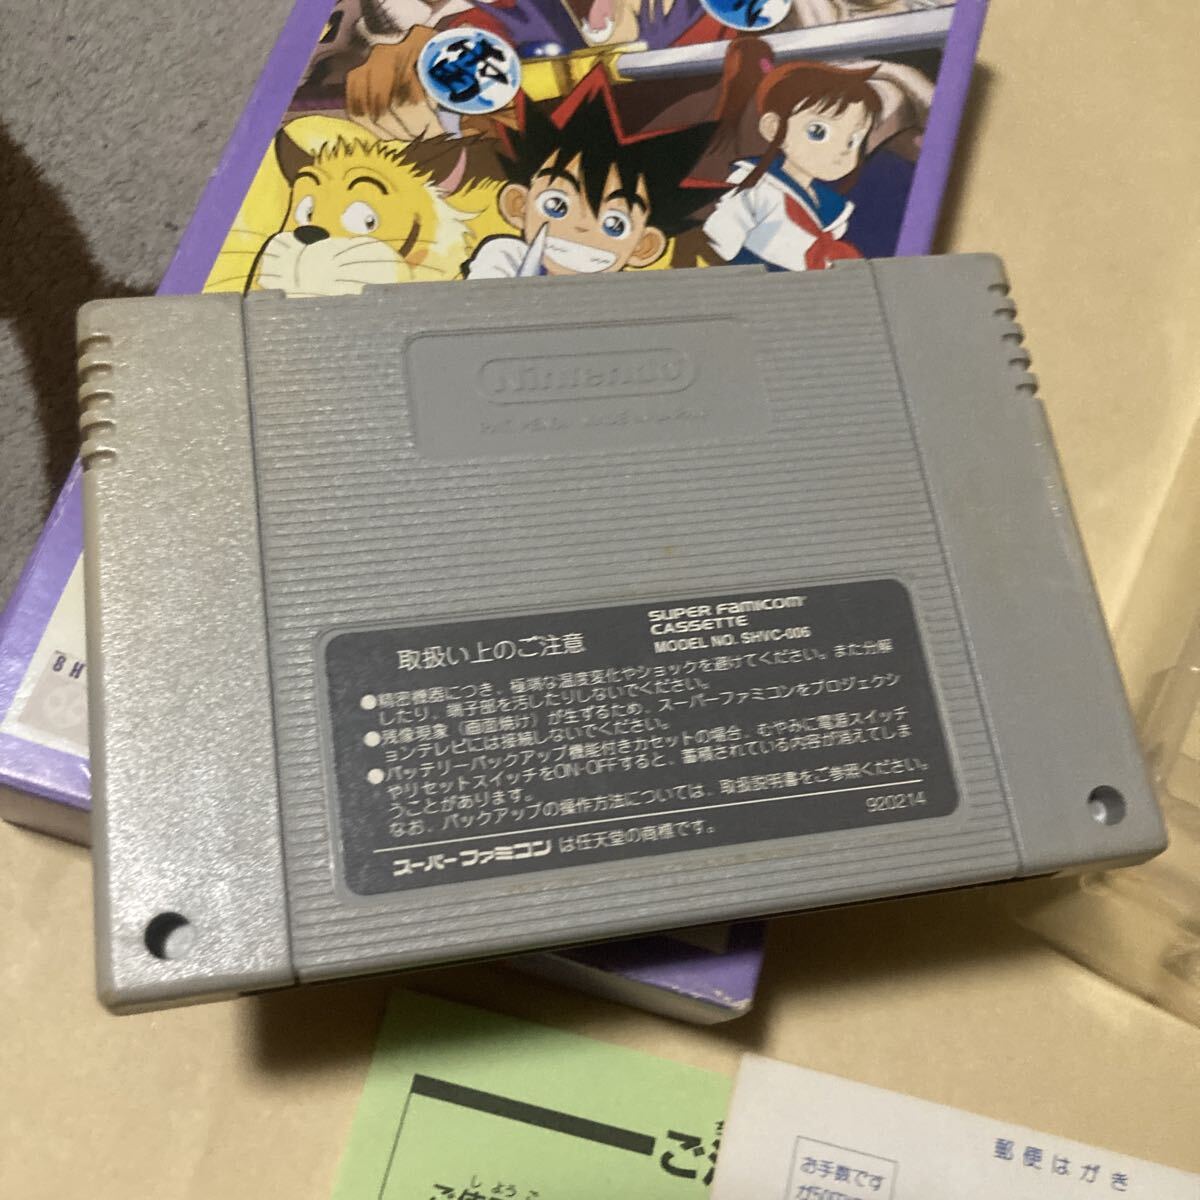 Nintendo
SUPER FAMICOM
CASSETTE
MODEL NO. SHVC-006
取扱い上のご注意
●精密機器につき、極端な温度変化やショックを避けてください。また分解
したり、端子部を汚したりしないでください。
●残像現象（画面焼け）が生ずるため、スーパーファミコンをプロジェクシ
ョンテレビには接続しないでください。
●バッテリーバックアップ機能付きカセットの場合、むやみに電源スイッチ
やリセットスイッチをON・OFFすると、蓄積されている内容が消えてしま
うことがあります。
なお、バックアップの操作方法については、取扱説明書をご参照ください。
920214
スーパーファミコンは任天堂の商標です。
郵便はがき
お手数です
が50円
しようご